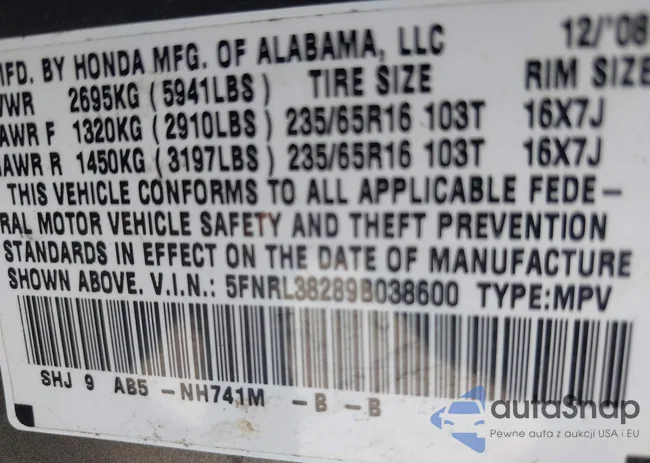 MFD. BY HONDA MFG. OF ALABAMA, LLC 12/'08
VWR 2695KG (5941LBS) TIRE SIZE RIM SIZE
AWR F 1320KG (2910LBS) 235/65R16 103T 16X7J
AWR R 1450KG (3197LBS) 235/65R16 103T 16X7J
THIS VEHICLE CONFORMS TO ALL APPLICABLE FEDE-
RAL MOTOR VEHICLE SAFETY AND THEFT PREVENTION
STANDARDS IN EFFECT ON THE DATE OF MANUFACTURE
SHOWN ABOVE. V.I.N.: 5FNRL38289B038600 TYPE:MPV
SHJ 9 AB5 -NH741M -B -B
autoSnap
Pewne auta z aukcji USA i EU